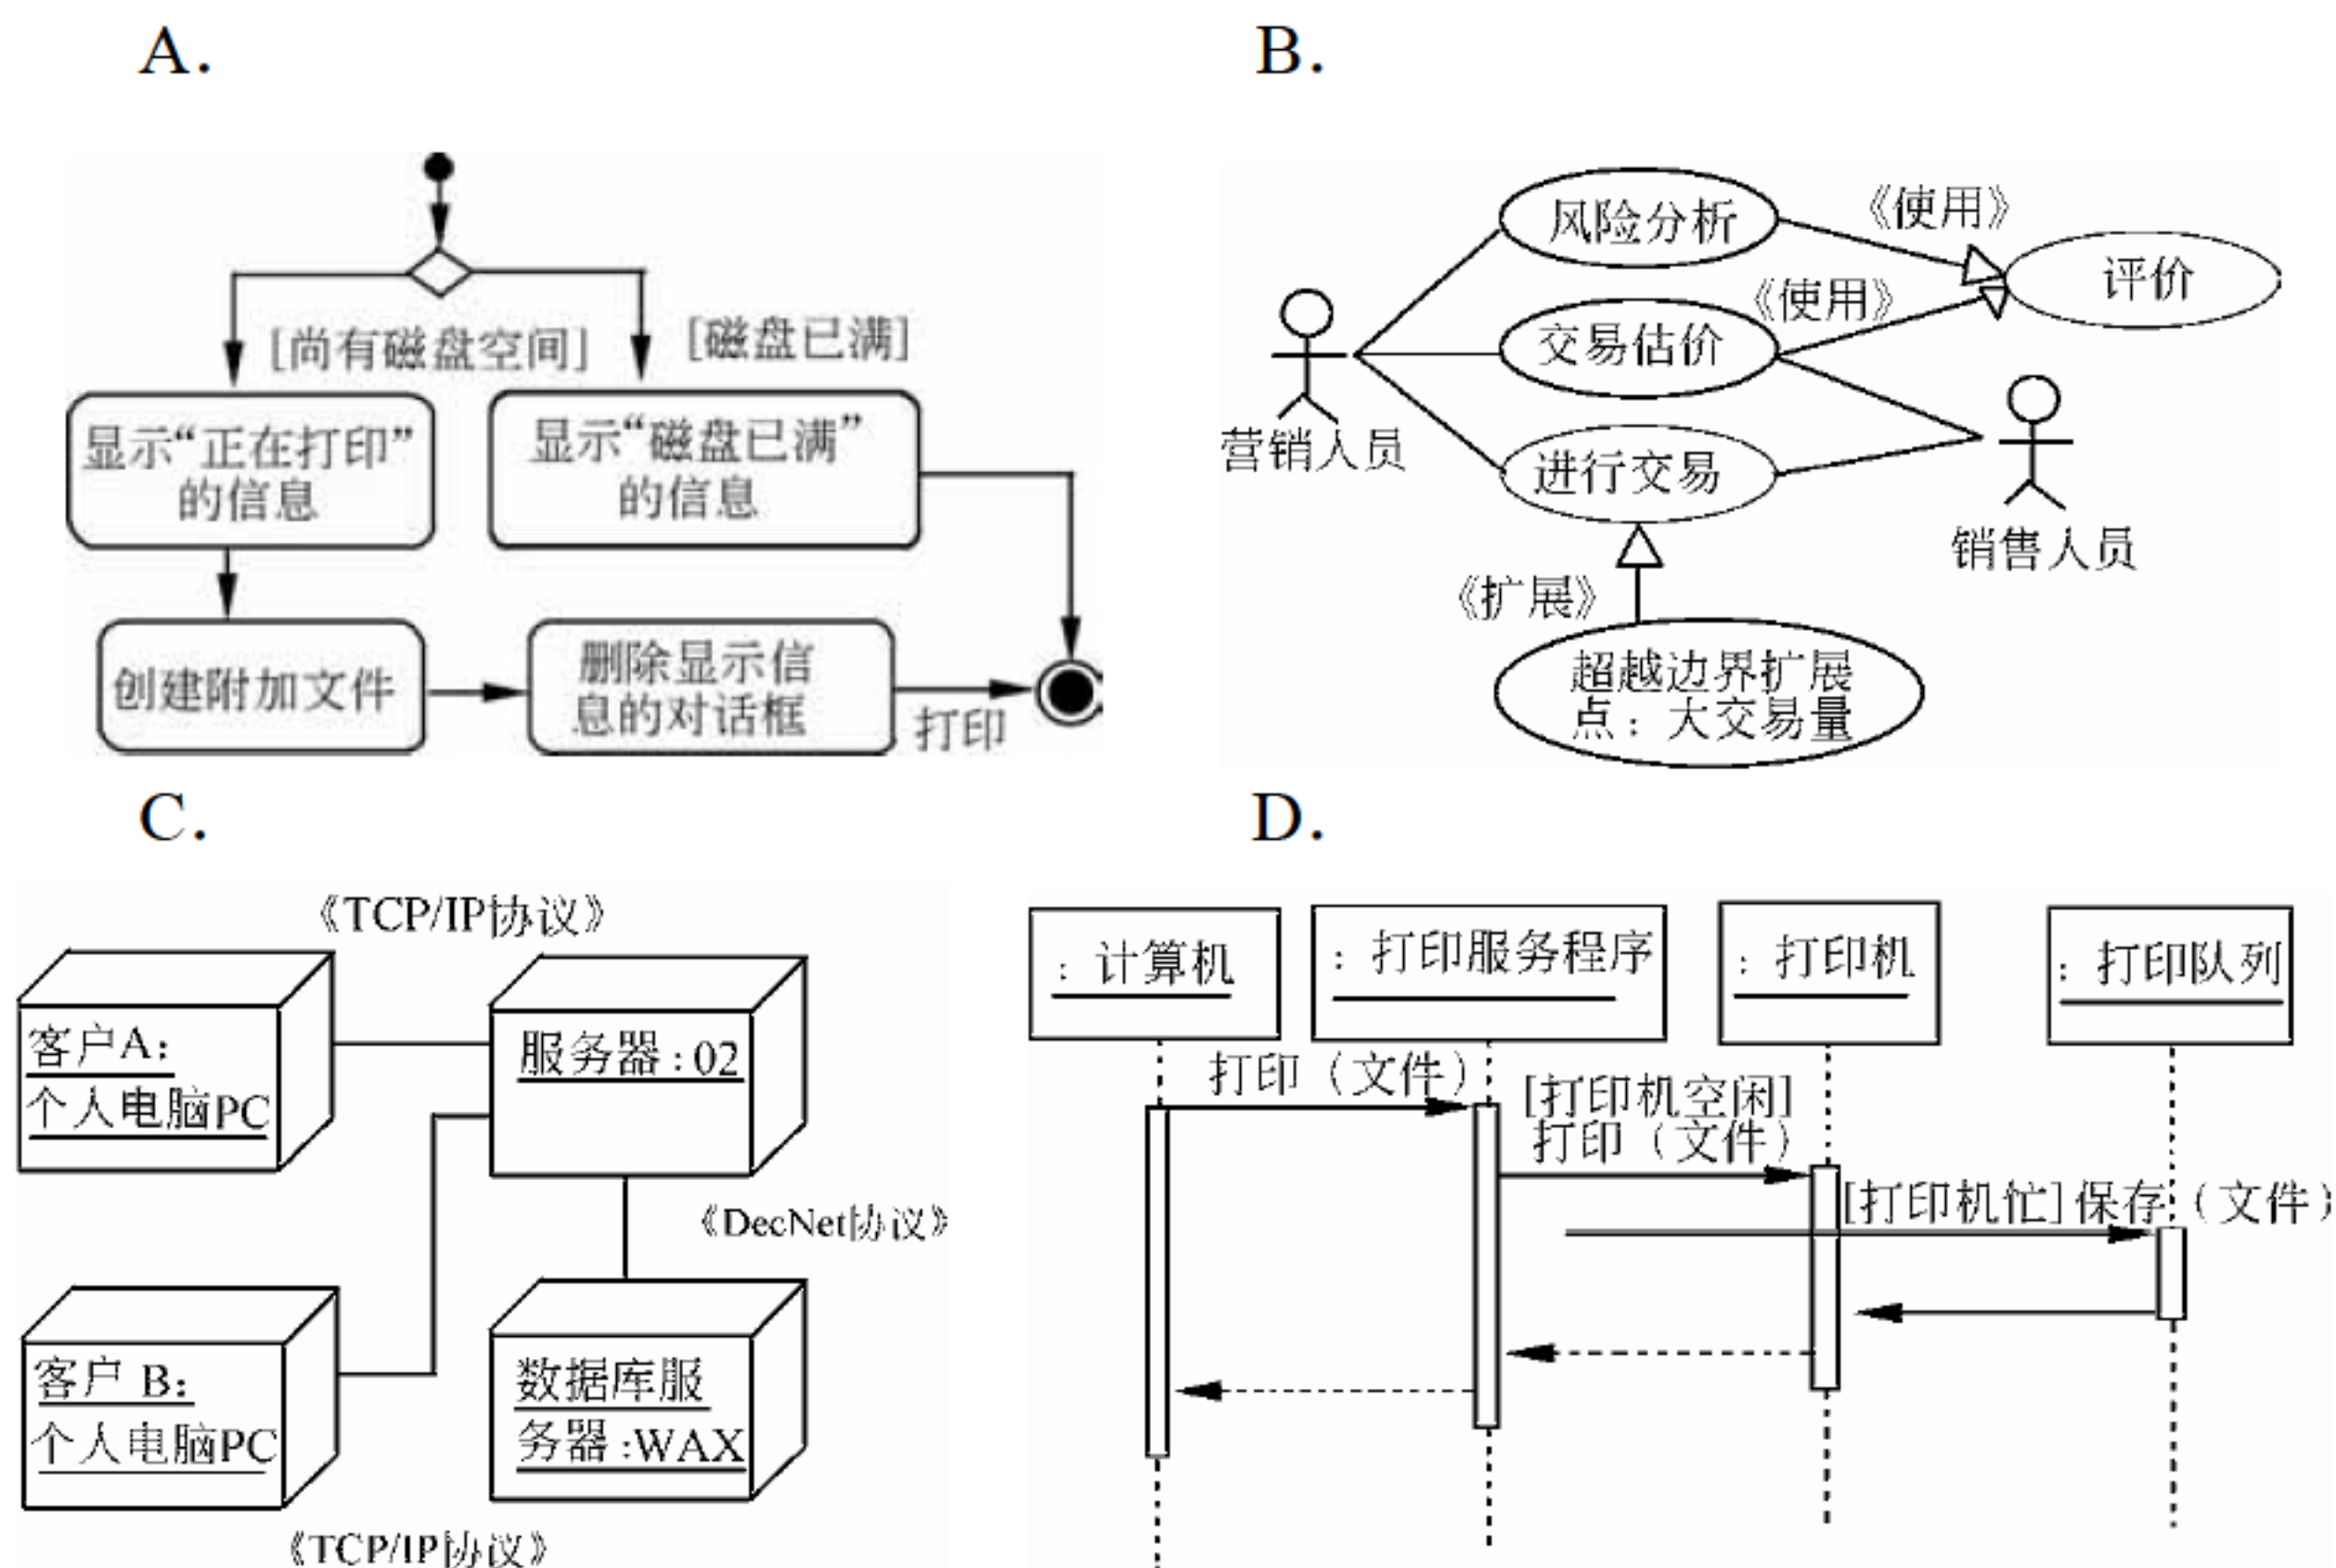 A.
[尚有磁盘空间]
[磁盘已满]
显示“正在打印”
的信息
显示“磁盘已满”
的信息
创建附加文件
删除显示信
息的对话框
打印
B.
风险分析
《使用》
评价
《使用》
交易估价
营销人员
进行交易
销售人员
《扩展》
超越边界扩展
点：大交易量
C.
《TCP/IP协议》
客户A:
个人电脑PC
服务器:02
《DecNet协议》
客户 B:
个人电脑PC
数据库服
务器:WAX
《TCP/IP协议》
D.
：计算机
：打印服务程序
：打印机
：打印队列
打印（文件）
[打印机空闲]
打印（文件）
[打印机忙]保存（文件）